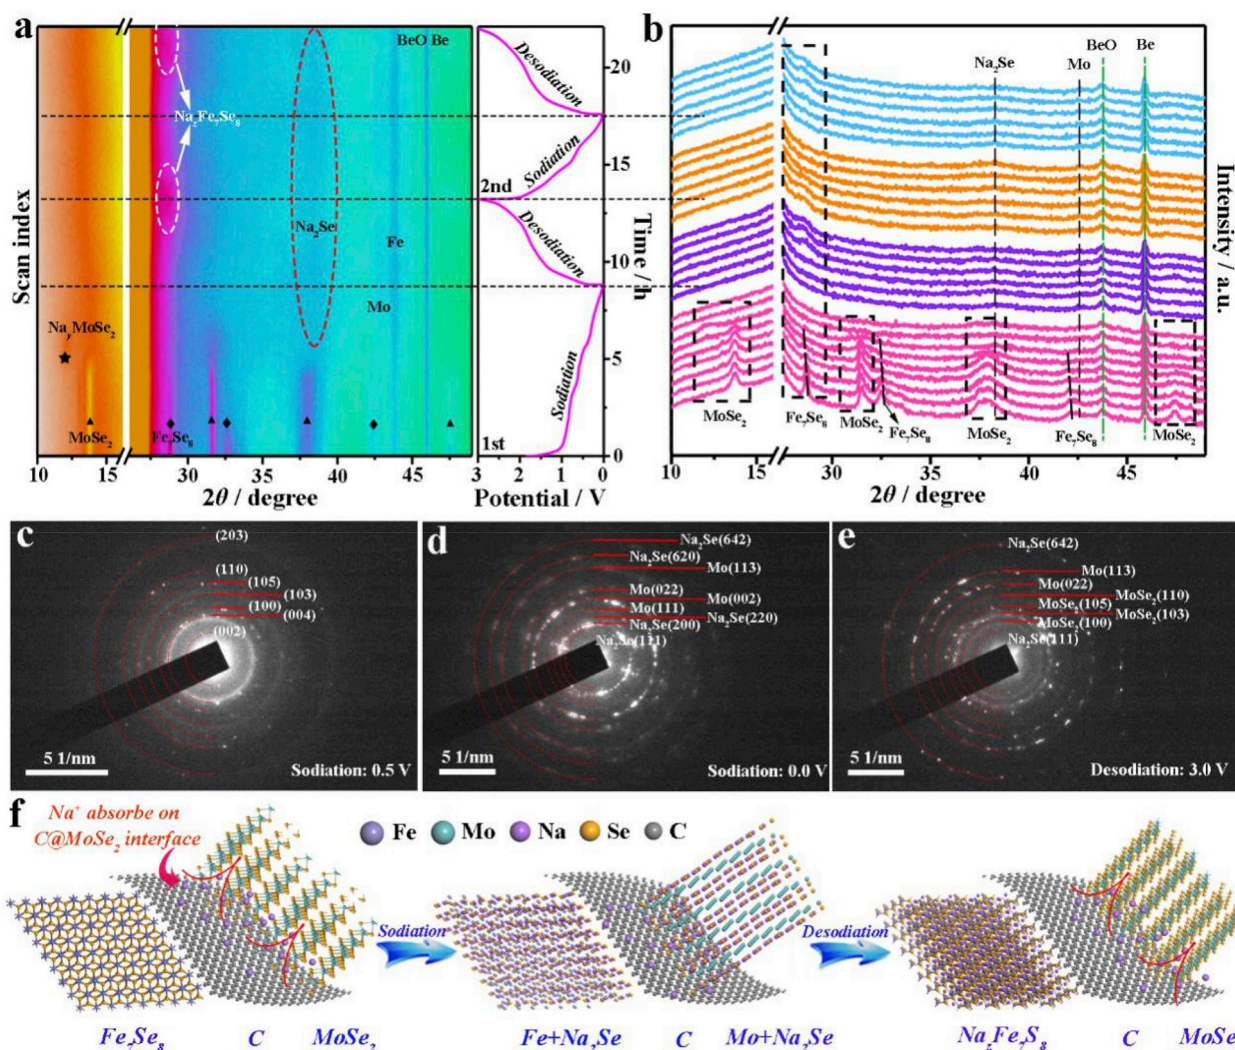 a
BeO Be
Na₂Fe₇Se₈
Na₂Se
Fe
Mo
NaᵧMoSe₂
MoSe₂
Fe₇Se₈
Scan index
10 15 30 35 40 45
2θ / degree
Desodiation
Sodiation
2nd
Desodiation
Sodiation
1st
3 2 1 0
Potential / V
20
15
10
5
0
Time / h
b
BeO Be
Na₂Se Mo
MoSe₂ Fe₇Se₈ MoSe₂ Fe₇Se₈ MoSe₂ Fe₇Se₈ MoSe₂
10 15 30 35 40 45
2θ / degree
Intensity / a.u.
c
(203)
(110)
(105)
(103)
(100)
(004)
(002)
5 1/nm
Sodiation: 0.5 V
d
Na₂Se(642)
Na₂Se(620)
Mo(113)
Mo(022)
Mo(002)
Mo(111)
Na₂Se(220)
Na₂Se(200)
Na₂Se(111)
5 1/nm
Sodiation: 0.0 V
e
Na₂Se(642)
Mo(113)
Mo(022)
MoSe₂(110)
MoSe₂(105)
MoSe₂(103)
MoSe₂(100)
Na₂Se(111)
5 1/nm
Desodiation: 3.0 V
f
Na⁺ absorbe on
C@MoSe₂ interface
Fe Mo Na Se C
Sodiation
Desodiation
Fe₇Se₈ C MoSe₂
Fe+Na₂Se C Mo+Na₂Se
Na₂Fe₇S₈ C MoSe